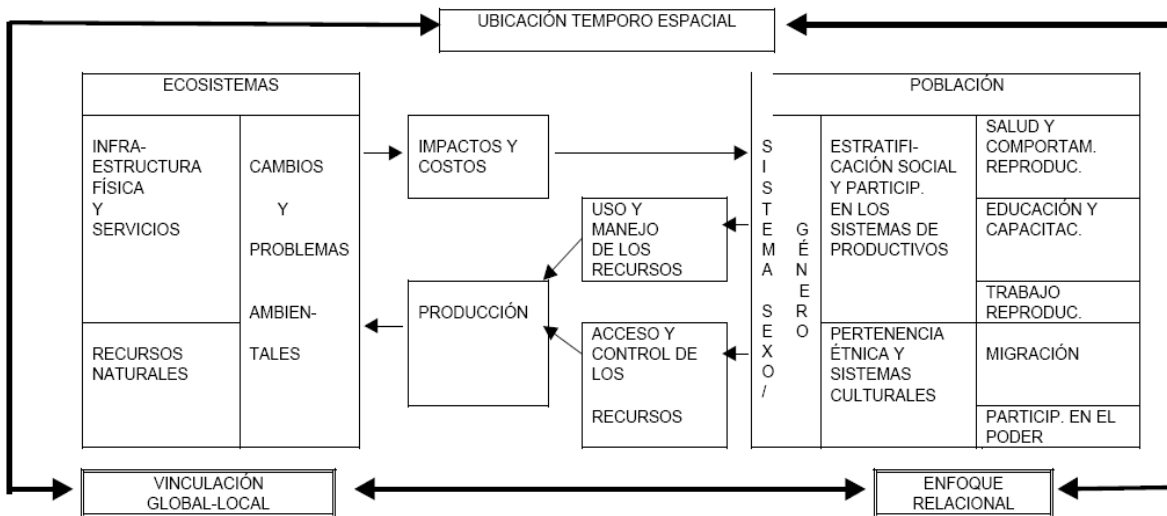 UBICACIÓN TEMPORO ESPACIAL
ECOSISTEMAS
INFRA-
ESTRUCTURA
FÍSICA
Y
SERVICIOS
RECURSOS
NATURALES
CAMBIOS
Y
PROBLEMAS
AMBIEN-
TALES
IMPACTOS Y
COSTOS
USO Y
MANEJO
DE LOS
RECURSOS
PRODUCCIÓN
ACCESO Y
CONTROL DE
LOS
RECURSOS
POBLACIÓN
SISTEMA SEXO/
GÉNERO
ESTRATIFI-
CACIÓN SOCIAL
Y PARTICIP.
EN LOS
SISTEMAS DE
PRODUCTIVOS
PERTENENCIA
ÉTNICA Y
SISTEMAS
CULTURALES
SALUD Y
COMPORTAM.
REPRODUC.
EDUCACIÓN Y
CAPACITAC.
TRABAJO
REPRODUC.
MIGRACIÓN
PARTICIP. EN EL
PODER
VINCULACIÓN
GLOBAL-LOCAL
ENFOQUE
RELACIONAL